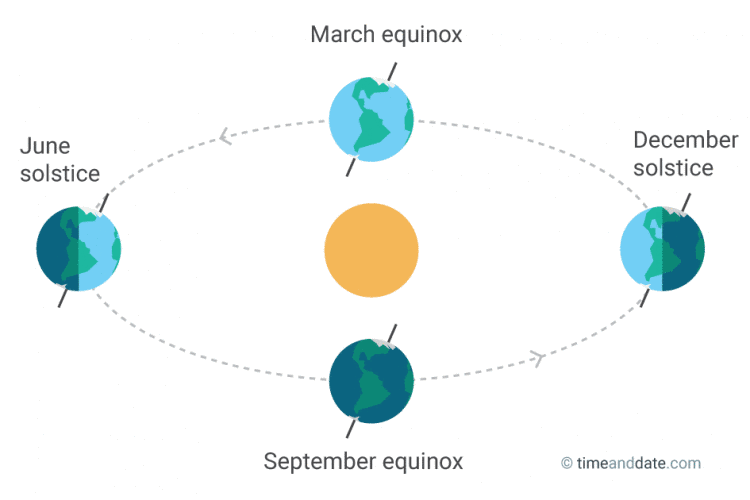 March equinox
June
solstice
December
solstice
September equinox
© timeanddate.com